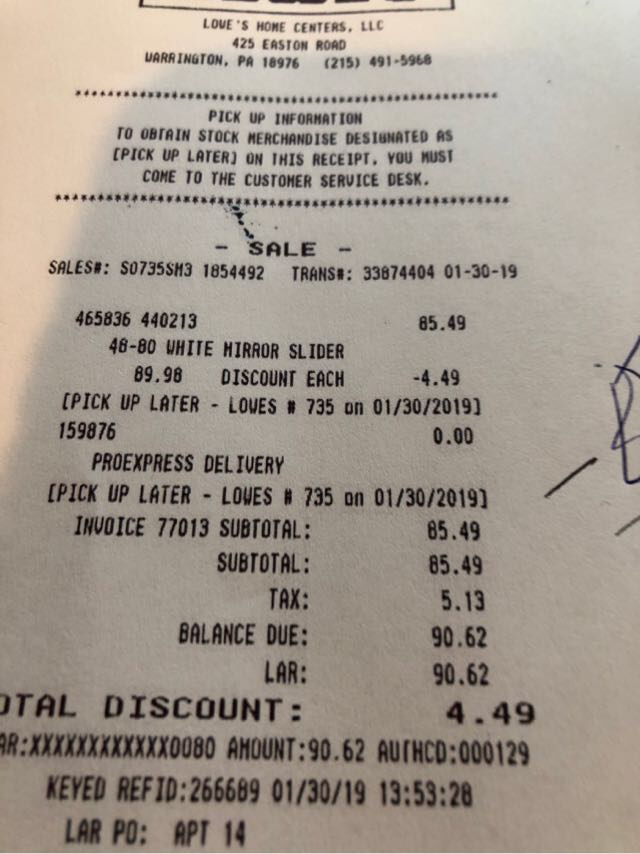 LOWE'S HOME CENTERS, LLC
425 EASTON ROAD
WARRINGTON, PA 18976 (215) 491-5968
PICK UP INFORMATION
TO OBTAIN STOCK MERCHANDISE DESIGNATED AS
[PICK UP LATER] ON THIS RECEIPT, YOU MUST
COME TO THE CUSTOMER SERVICE DESK.
- SALE -
SALES#: S0735SM3 1854492 TRANS#: 33874404 01-30-19
465836 440213 85.49
48-80 WHITE MIRROR SLIDER
89.98 DISCOUNT EACH -4.49
[PICK UP LATER - LOWES # 735 on 01/30/2019]
159876 0.00
PROEXPRESS DELIVERY
[PICK UP LATER - LOWES # 735 on 01/30/2019]
INVOICE 77013 SUBTOTAL: 85.49
SUBTOTAL: 85.49
TAX: 5.13
BALANCE DUE: 90.62
LAR: 90.62
OTAL DISCOUNT: 4.49
AR:XXXXXXXXXXXX0080 AMOUNT:90.62 AUTHCD:000129
KEYED REFID:266689 01/30/19 13:53:28
LAR PO: APT 14